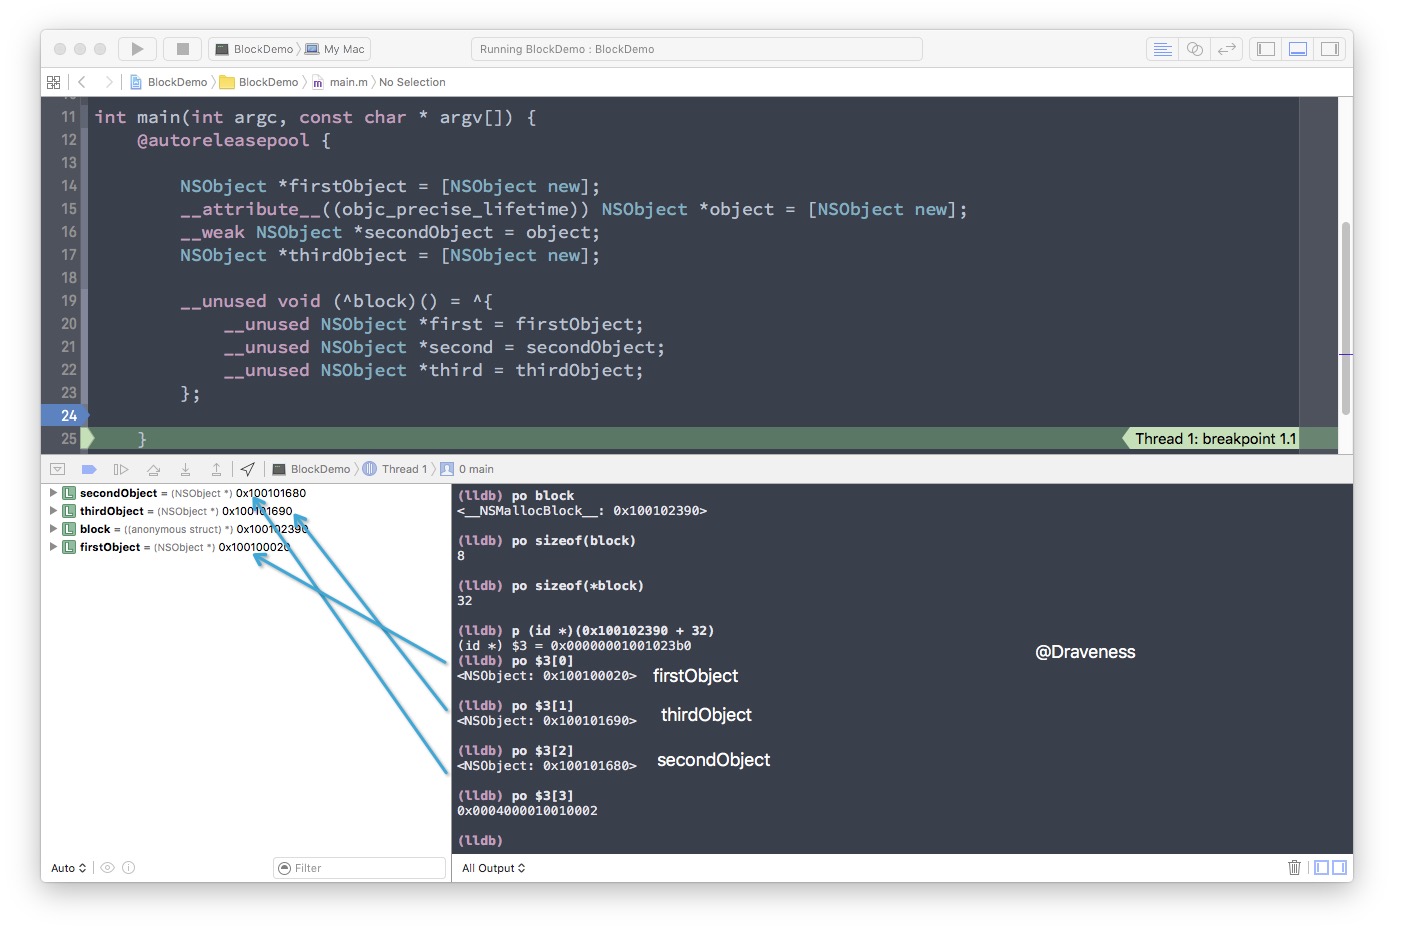 BlockDemo My Mac
Running BlockDemo : BlockDemo
BlockDemo BlockDemo main.m No Selection
11 int main(int argc, const char * argv[]) {
12 @autoreleasepool {
13
14 NSObject *firstObject = [NSObject new];
15 __attribute__((objc_precise_lifetime)) NSObject *object = [NSObject new];
16 __weak NSObject *secondObject = object;
17 NSObject *thirdObject = [NSObject new];
18
19 __unused void (^block)() = ^{
20 __unused NSObject *first = firstObject;
21 __unused NSObject *second = secondObject;
22 __unused NSObject *third = thirdObject;
23 };
24
25 } Thread 1: breakpoint 1.1
BlockDemo Thread 1 0 main
L secondObject = (NSObject *) 0x100101680
L thirdObject = (NSObject *) 0x100101690
L block = ((anonymous struct) *) 0x100102390
L firstObject = (NSObject *) 0x100100020
(lldb) po block
<__NSMallocBlock__: 0x100102390>
(lldb) po sizeof(block)
8
(lldb) po sizeof(*block)
32
(lldb) p (id *)(0x100102390 + 32)
(id *) $3 = 0x00000001001023b0
(lldb) po $3[0]
<NSObject: 0x100100020> firstObject
(lldb) po $3[1]
<NSObject: 0x100101690> thirdObject
(lldb) po $3[2]
<NSObject: 0x100101680> secondObject
(lldb) po $3[3]
0x0004000010010002
(lldb)
@Draveness
Auto Filter
All Output